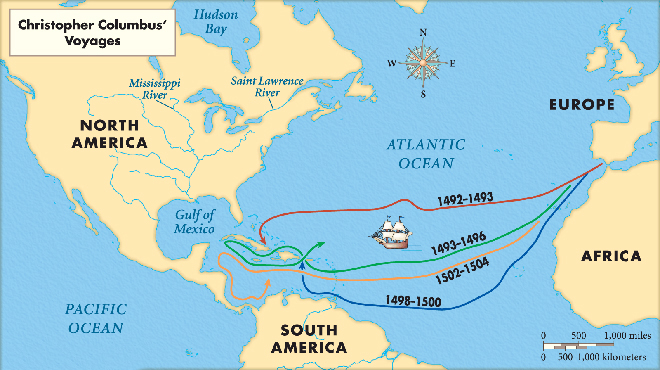 Christopher Columbus'
Voyages
Hudson
Bay
N
W
E
S
Mississippi
River
Saint Lawrence
River
EUROPE
NORTH
AMERICA
ATLANTIC
OCEAN
1492–1493
Gulf of
Mexico
1493–1496
1502–1504
AFRICA
1498–1500
PACIFIC
OCEAN
SOUTH
AMERICA
0 500 1,000 miles
0 500 1,000 kilometers